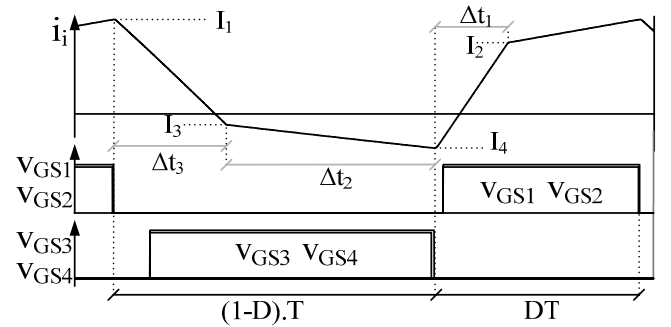 i_i
I_1
Δt_1
I_2
I_3
I_4
Δt_3
Δt_2
v_GS1
v_GS2
v_GS1 v_GS2
v_GS3
v_GS4
v_GS3 v_GS4
(1-D).T
DT